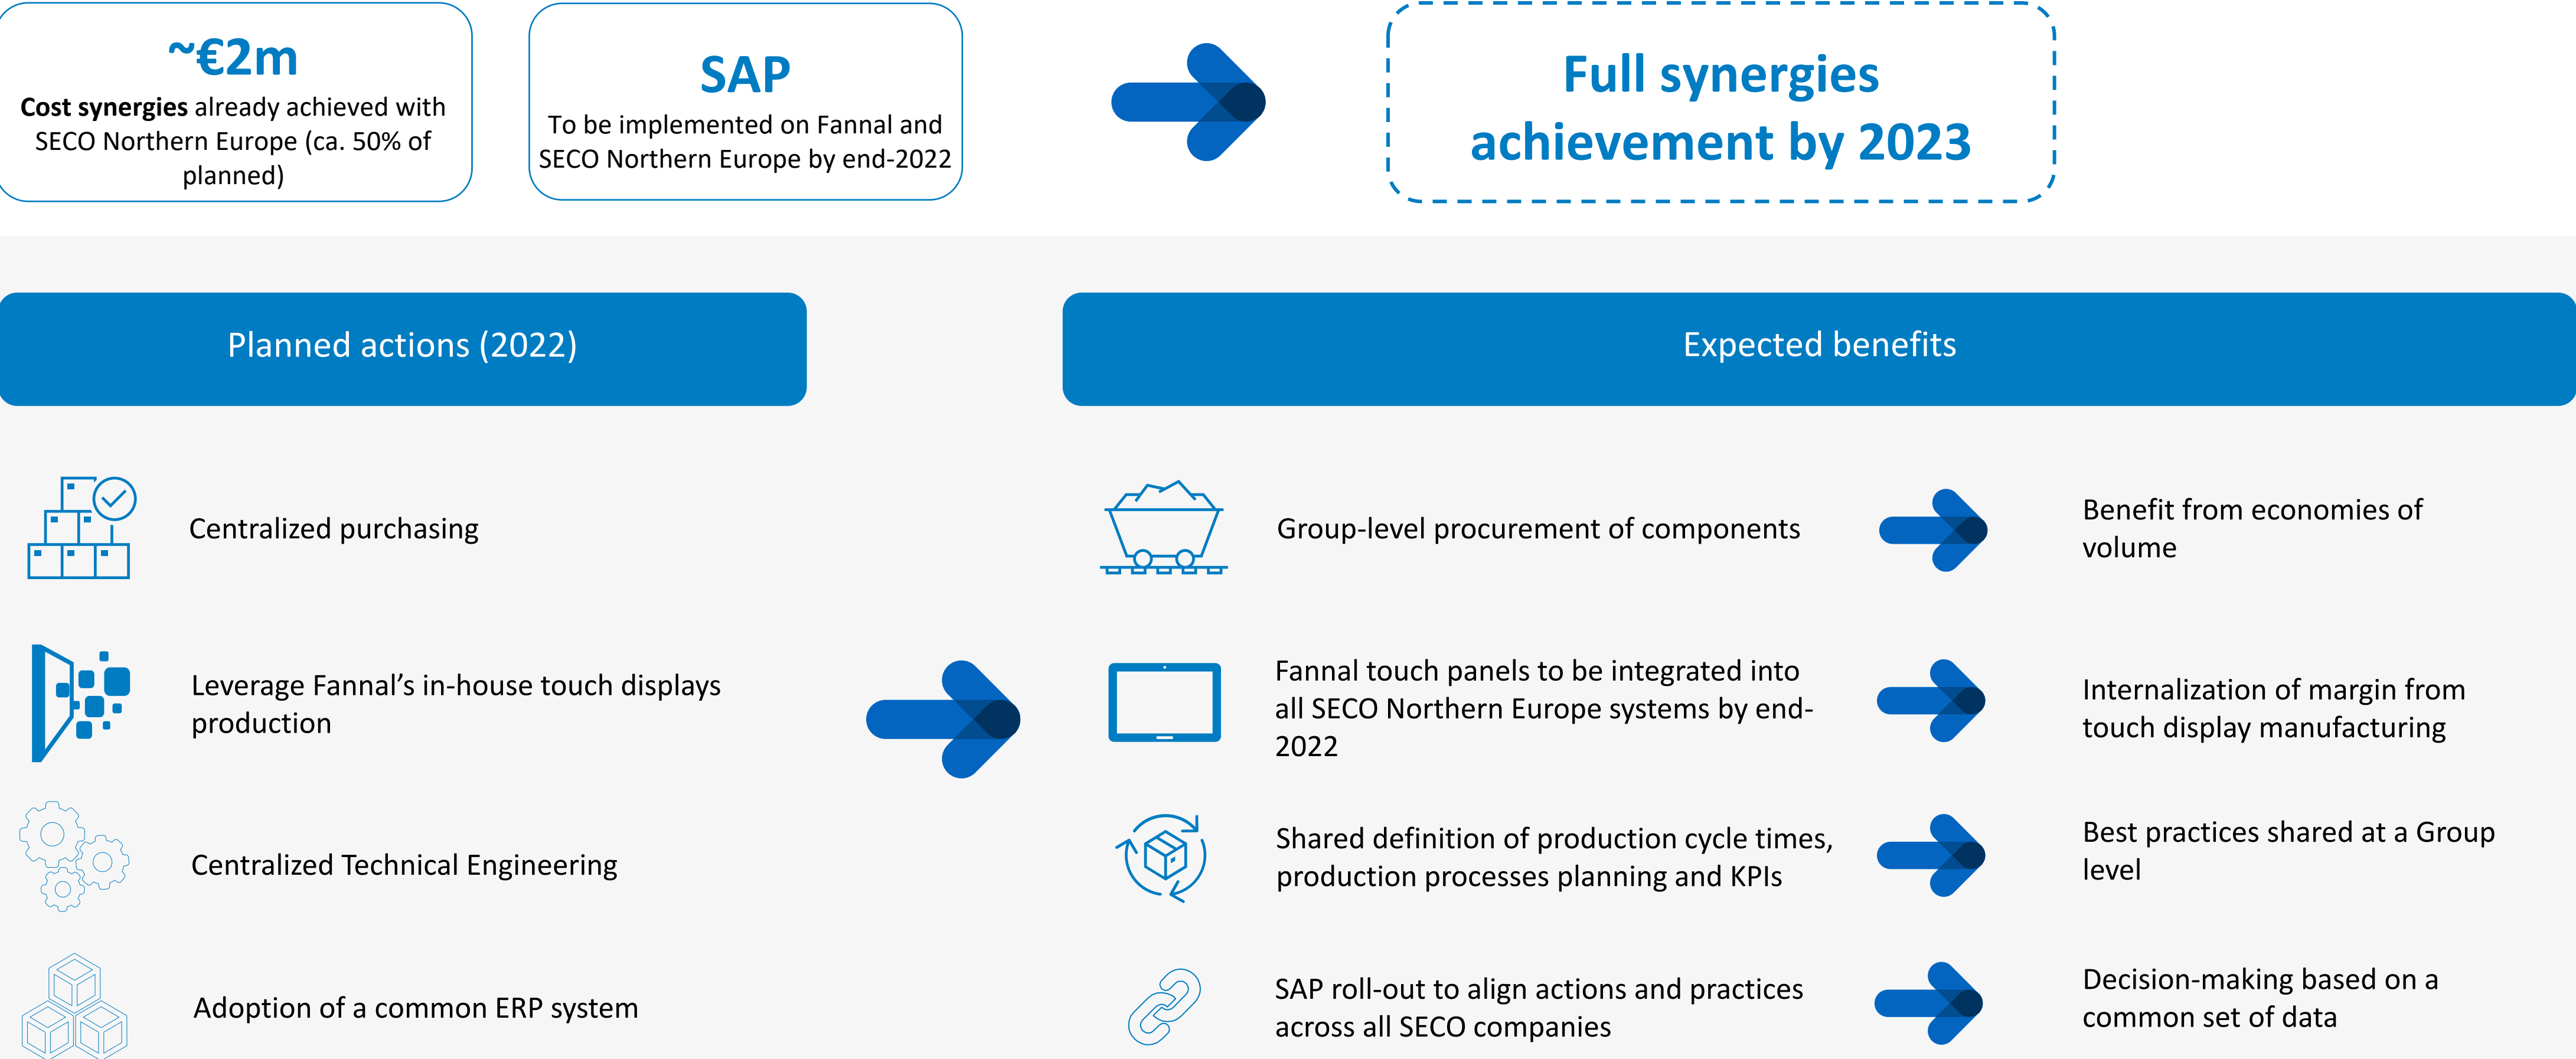 ~€2m
Cost synergies already achieved with
SECO Northern Europe (ca. 50% of
planned)
SAP
To be implemented on Fannal and
SECO Northern Europe by end-2022
Full synergies
achievement by 2023
Planned actions (2022)
Expected benefits
Centralized purchasing
Group-level procurement of components
Benefit from economies of
volume
Leverage Fannal’s in-house touch displays
production
Fannal touch panels to be integrated into
all SECO Northern Europe systems by end-
2022
Internalization of margin from
touch display manufacturing
Centralized Technical Engineering
Shared definition of production cycle times,
production processes planning and KPIs
Best practices shared at a Group
level
Adoption of a common ERP system
SAP roll-out to align actions and practices
across all SECO companies
Decision-making based on a
common set of data